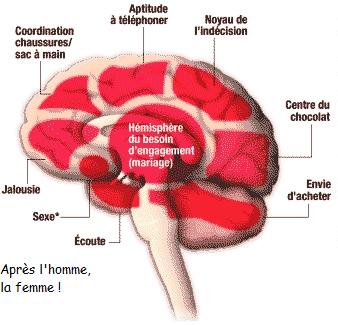 Aptitude
à téléphoner
Noyau de
l'indécision
Coordination
chaussures/
sac à main
Centre du
chocolat
Hémisphère
du besoin
d'engagement
(mariage)
Jalousie
Envie
d'acheter
Sexe*
Écoute
Après l'homme,
la femme !